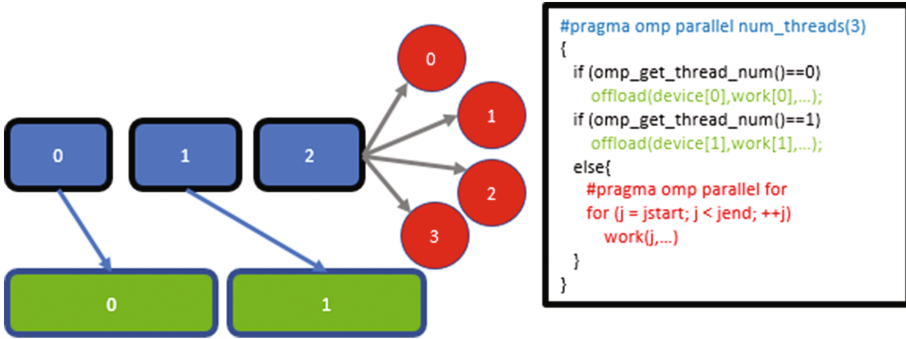 0
1
2
0
1
2
3
0
1
#pragma omp parallel num_threads(3)
{
if (omp_get_thread_num()==0)
offload(device[0],work[0],...);
if (omp_get_thread_num()==1)
offload(device[1],work[1],...);
else{
#pragma omp parallel for
for (j = jstart; j < jend; ++j)
work(j,...)
}
}